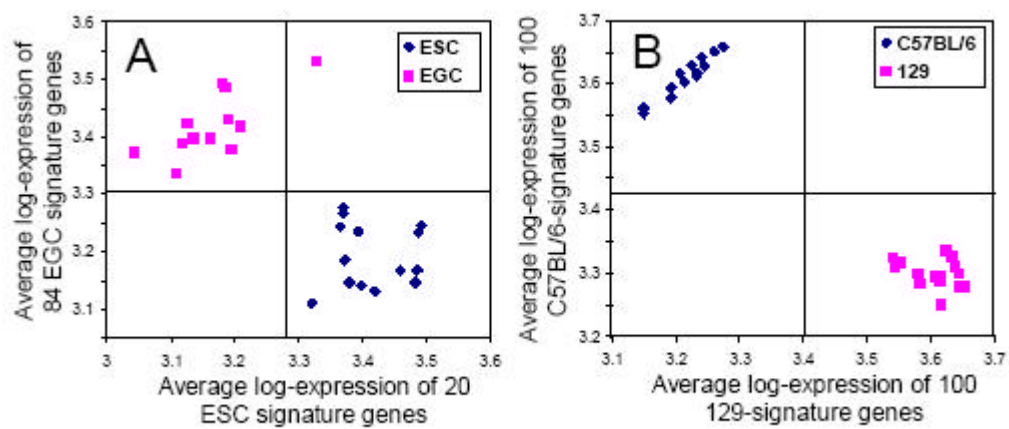 A
ESC
EGC
Average log-expression of
84 EGC signature genes
3.6
3.5
3.4
3.3
3.2
3.1
3 3.1 3.2 3.3 3.4 3.5 3.6
Average log-expression of 20
ESC signature genes
B
C57BL/6
129
Average log-expression of 100
C57BL/6-signature genes
3.7
3.6
3.5
3.4
3.3
3.2
3.1 3.2 3.3 3.4 3.5 3.6 3.7
Average log-expression of 100
129-signature genes